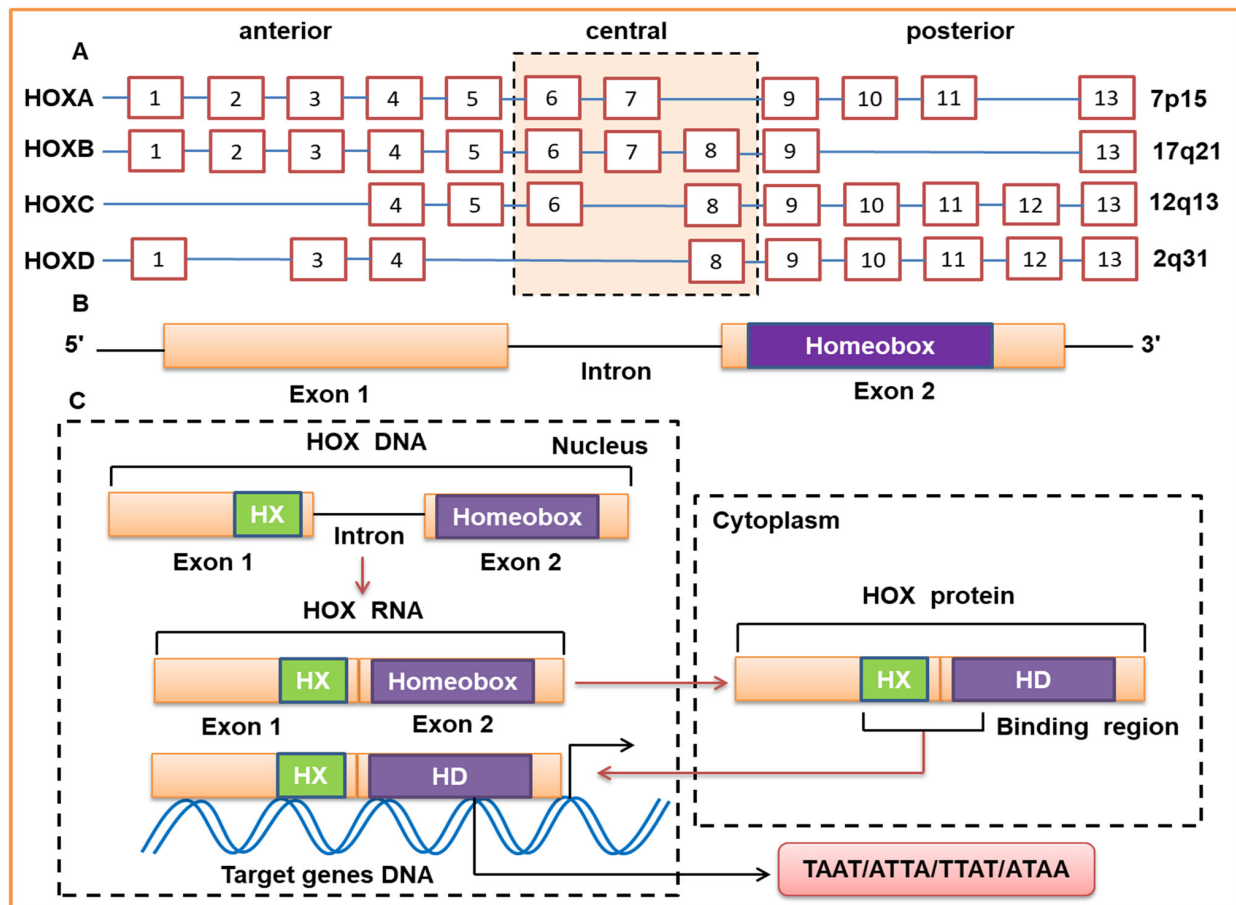 anterior central posterior
A
HOXA 1 2 3 4 5 6 7 9 10 11 13 7p15
HOXB 1 2 3 4 5 6 7 8 9 13 17q21
HOXC 4 5 6 8 9 10 11 12 13 12q13
HOXD 1 3 4 8 9 10 11 12 13 2q31
B
5' Homeobox 3'
Intron
Exon 1 Exon 2
C
HOX DNA Nucleus
HX Homeobox
Intron
Exon 1 Exon 2
HOX RNA
HX Homeobox
Exon 1 Exon 2
HX HD
Target genes DNA
Cytoplasm
HOX protein
HX HD
Binding region
TAAT/ATTA/TTAT/ATAA